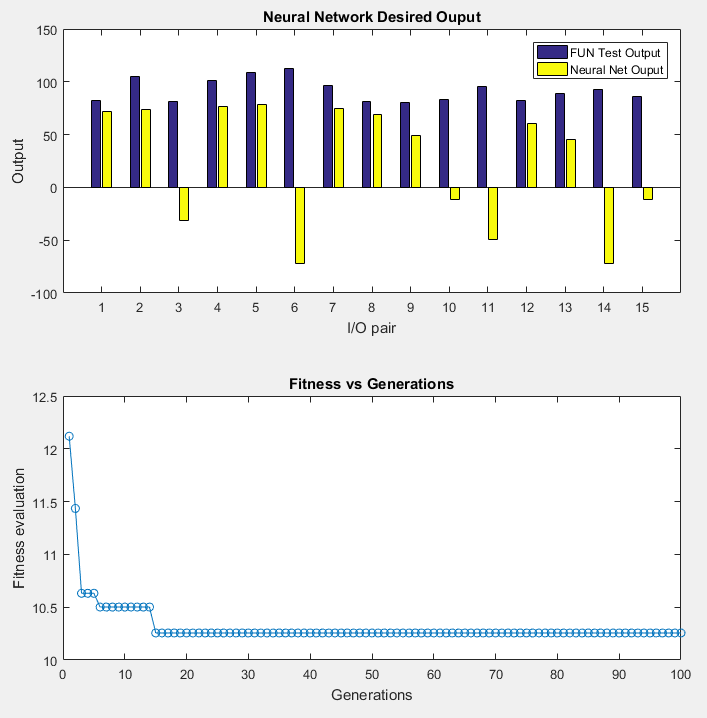 Neural Network Desired Ouput
FUN Test Output
Neural Net Ouput
150
100
50
0
-50
-100
Output
1 2 3 4 5 6 7 8 9 10 11 12 13 14 15
I/O pair
Fitness vs Generations
12.5
12
11.5
11
10.5
10
Fitness evaluation
0 10 20 30 40 50 60 70 80 90 100
Generations